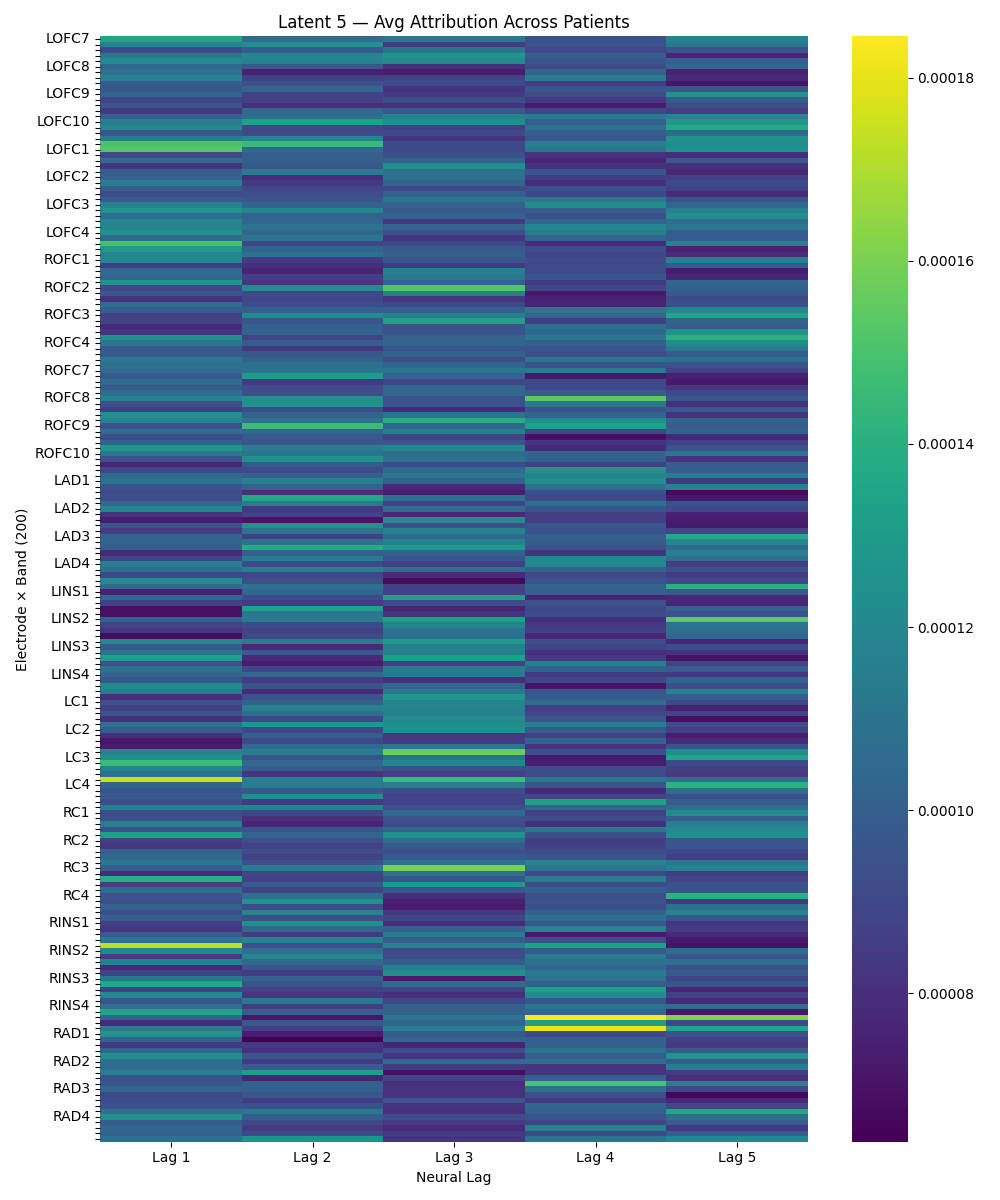 Latent 5 — Avg Attribution Across Patients
LOFC7
LOFC8
LOFC9
LOFC10
LOFC1
LOFC2
LOFC3
LOFC4
ROFC1
ROFC2
ROFC3
ROFC4
ROFC7
ROFC8
ROFC9
ROFC10
LAD1
LAD2
LAD3
LAD4
LINS1
LINS2
LINS3
LINS4
LC1
LC2
LC3
LC4
RC1
RC2
RC3
RC4
RINS1
RINS2
RINS3
RINS4
RAD1
RAD2
RAD3
RAD4
Electrode × Band (200)
Lag 1 Lag 2 Lag 3 Lag 4 Lag 5
Neural Lag
0.00018
0.00016
0.00014
0.00012
0.00010
0.00008